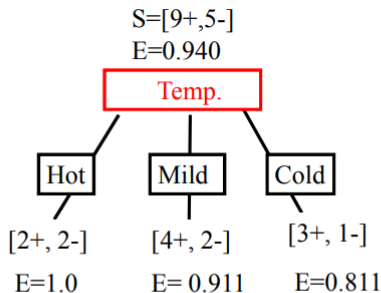 S=[9+,5-]
E=0.940
Temp.
Hot
Mild
Cold
[2+, 2-]
[4+, 2-]
[3+, 1-]
E=1.0
E= 0.911
E=0.811